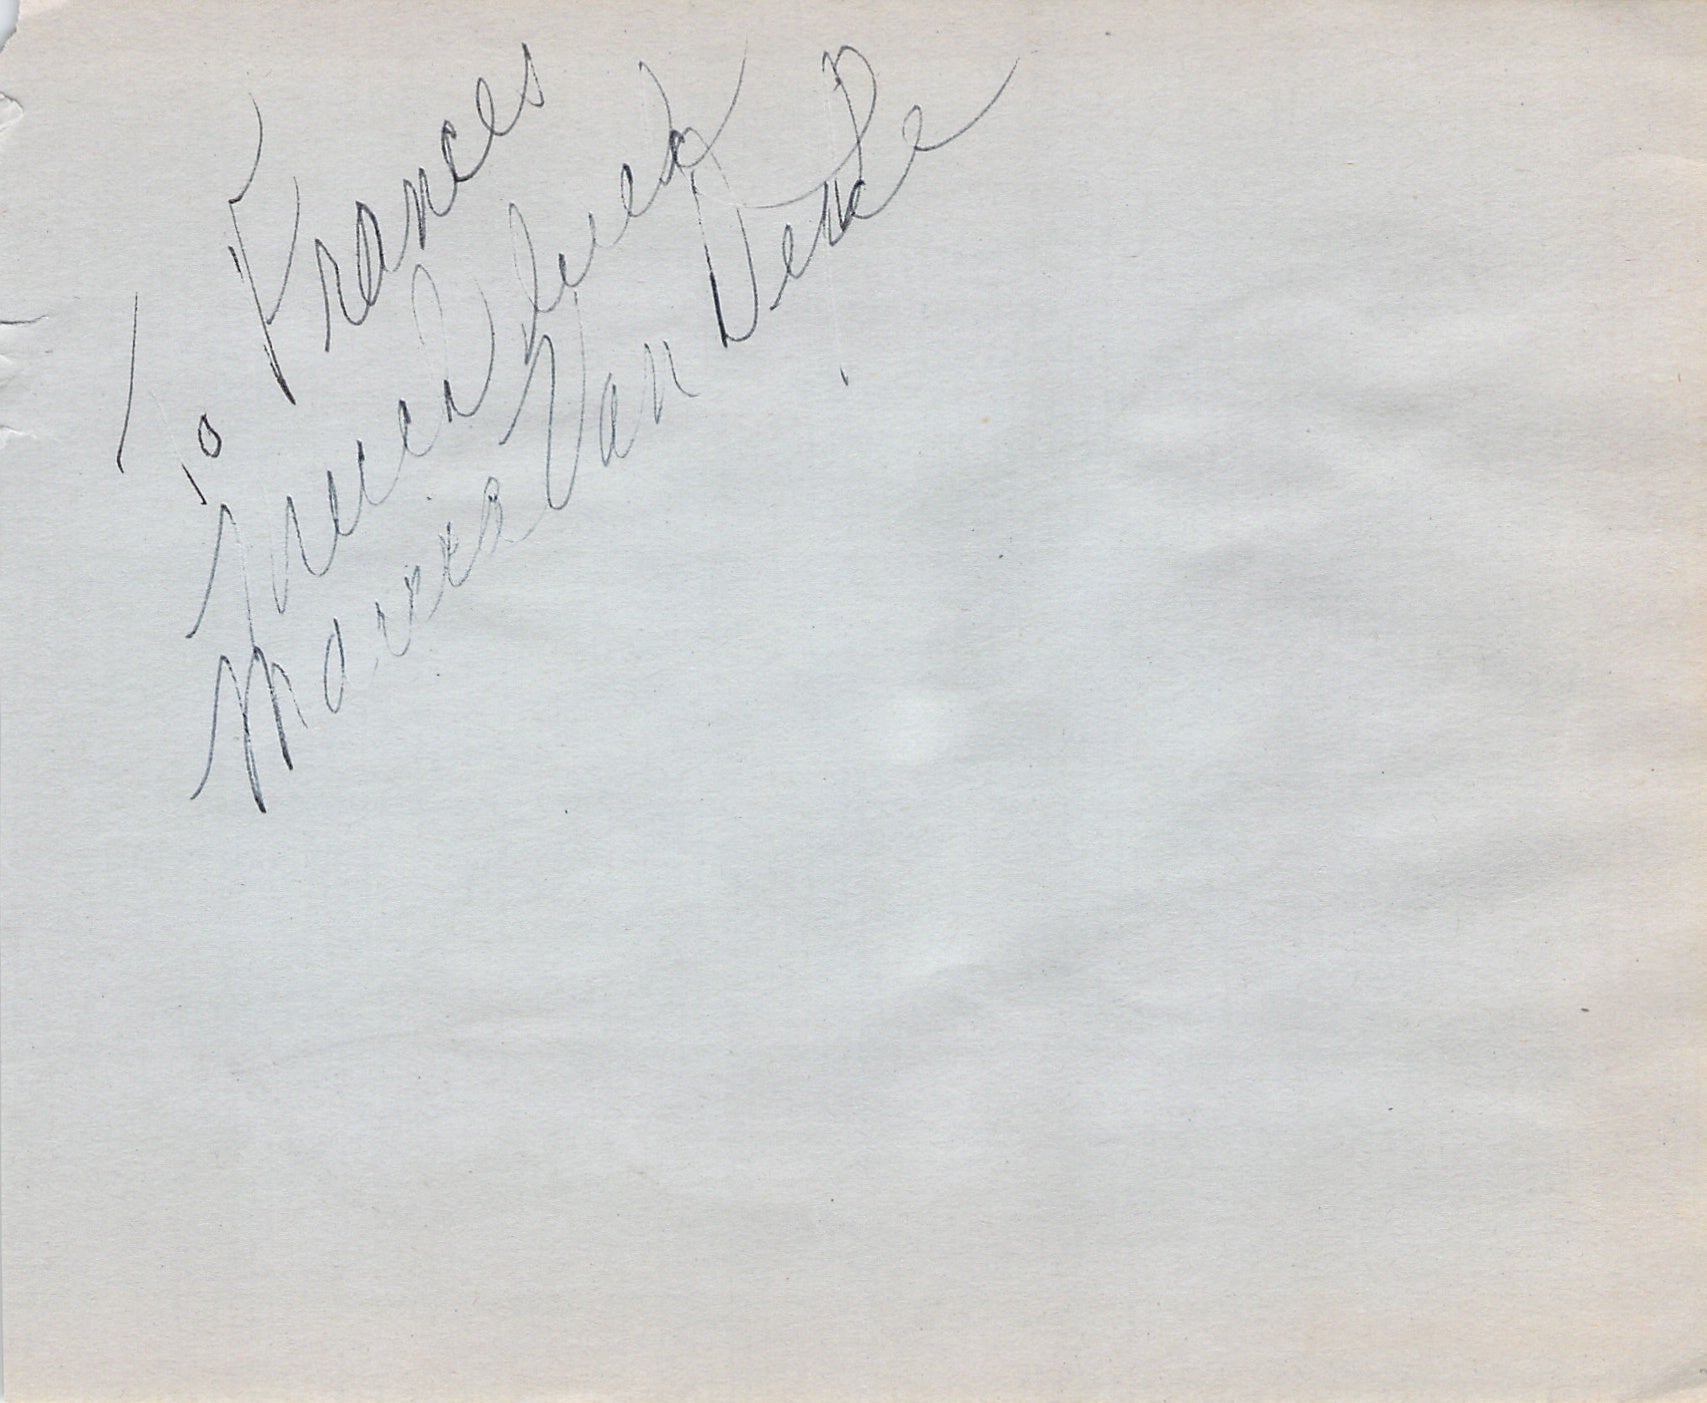 To Frances
Much luck
Marcia Van Dyke